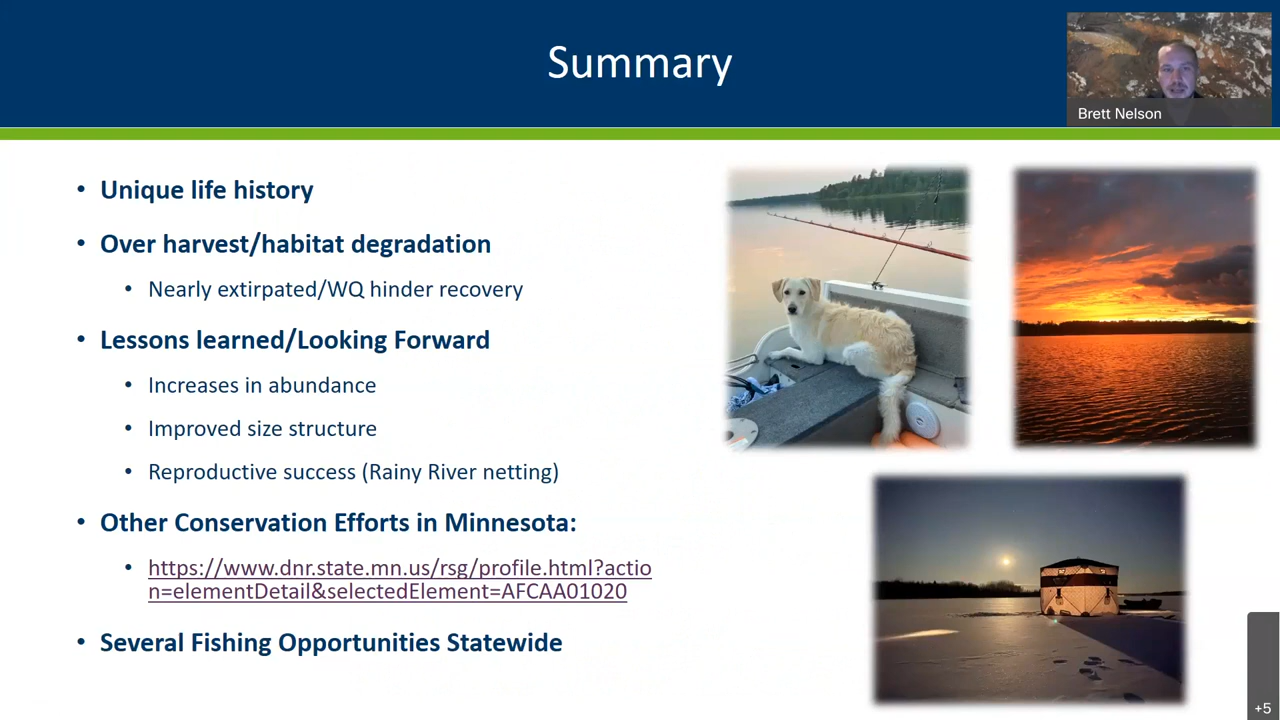 Summary
Brett Nelson
• Unique life history
• Over harvest/habitat degradation
• Nearly extirpated/WQ hinder recovery
• Lessons learned/Looking Forward
• Increases in abundance
• Improved size structure
• Reproductive success (Rainy River netting)
• Other Conservation Efforts in Minnesota:
• https://www.dnr.state.mn.us/rsg/profile.html?actio
n=elementDetail&selectedElement=AFCAA01020
• Several Fishing Opportunities Statewide
+5